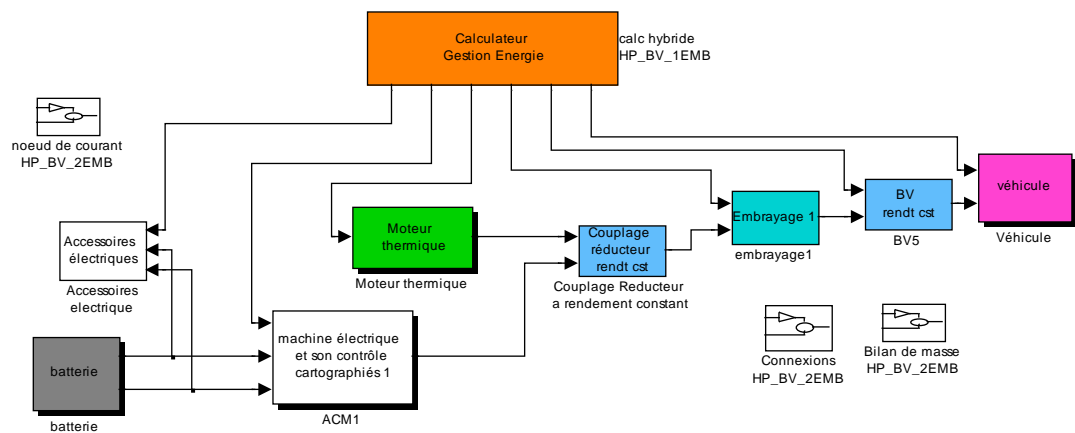 Calculateur
Gestion Energie
calc hybride
HP_BV_1EMB
noeud de courant
HP_BV_2EMB
véhicule
Véhicule
BV
rendt cst
BV5
Embrayage 1
embrayage1
Moteur
thermique
Moteur thermique
Couplage
réducteur
rendt cst
Couplage Reducteur
a rendement constant
Accessoires
électriques
Accessoires
electrique
machine électrique
et son contrôle
cartographiés 1
ACM1
Connexions
HP_BV_2EMB
Bilan de masse
HP_BV_2EMB
batterie
batterie